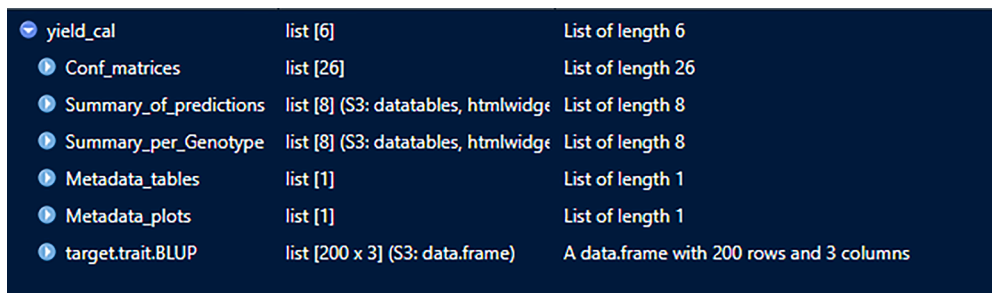 yield_cal list [6] List of length 6
Conf_matrices list [26] List of length 26
Summary_of_predictions list [8] (S3: datatables, htmlwidge List of length 8
Summary_per_Genotype list [8] (S3: datatables, htmlwidge List of length 8
Metadata_tables list [1] List of length 1
Metadata_plots list [1] List of length 1
target.trait.BLUP list [200 x 3] (S3: data.frame) A data.frame with 200 rows and 3 columns